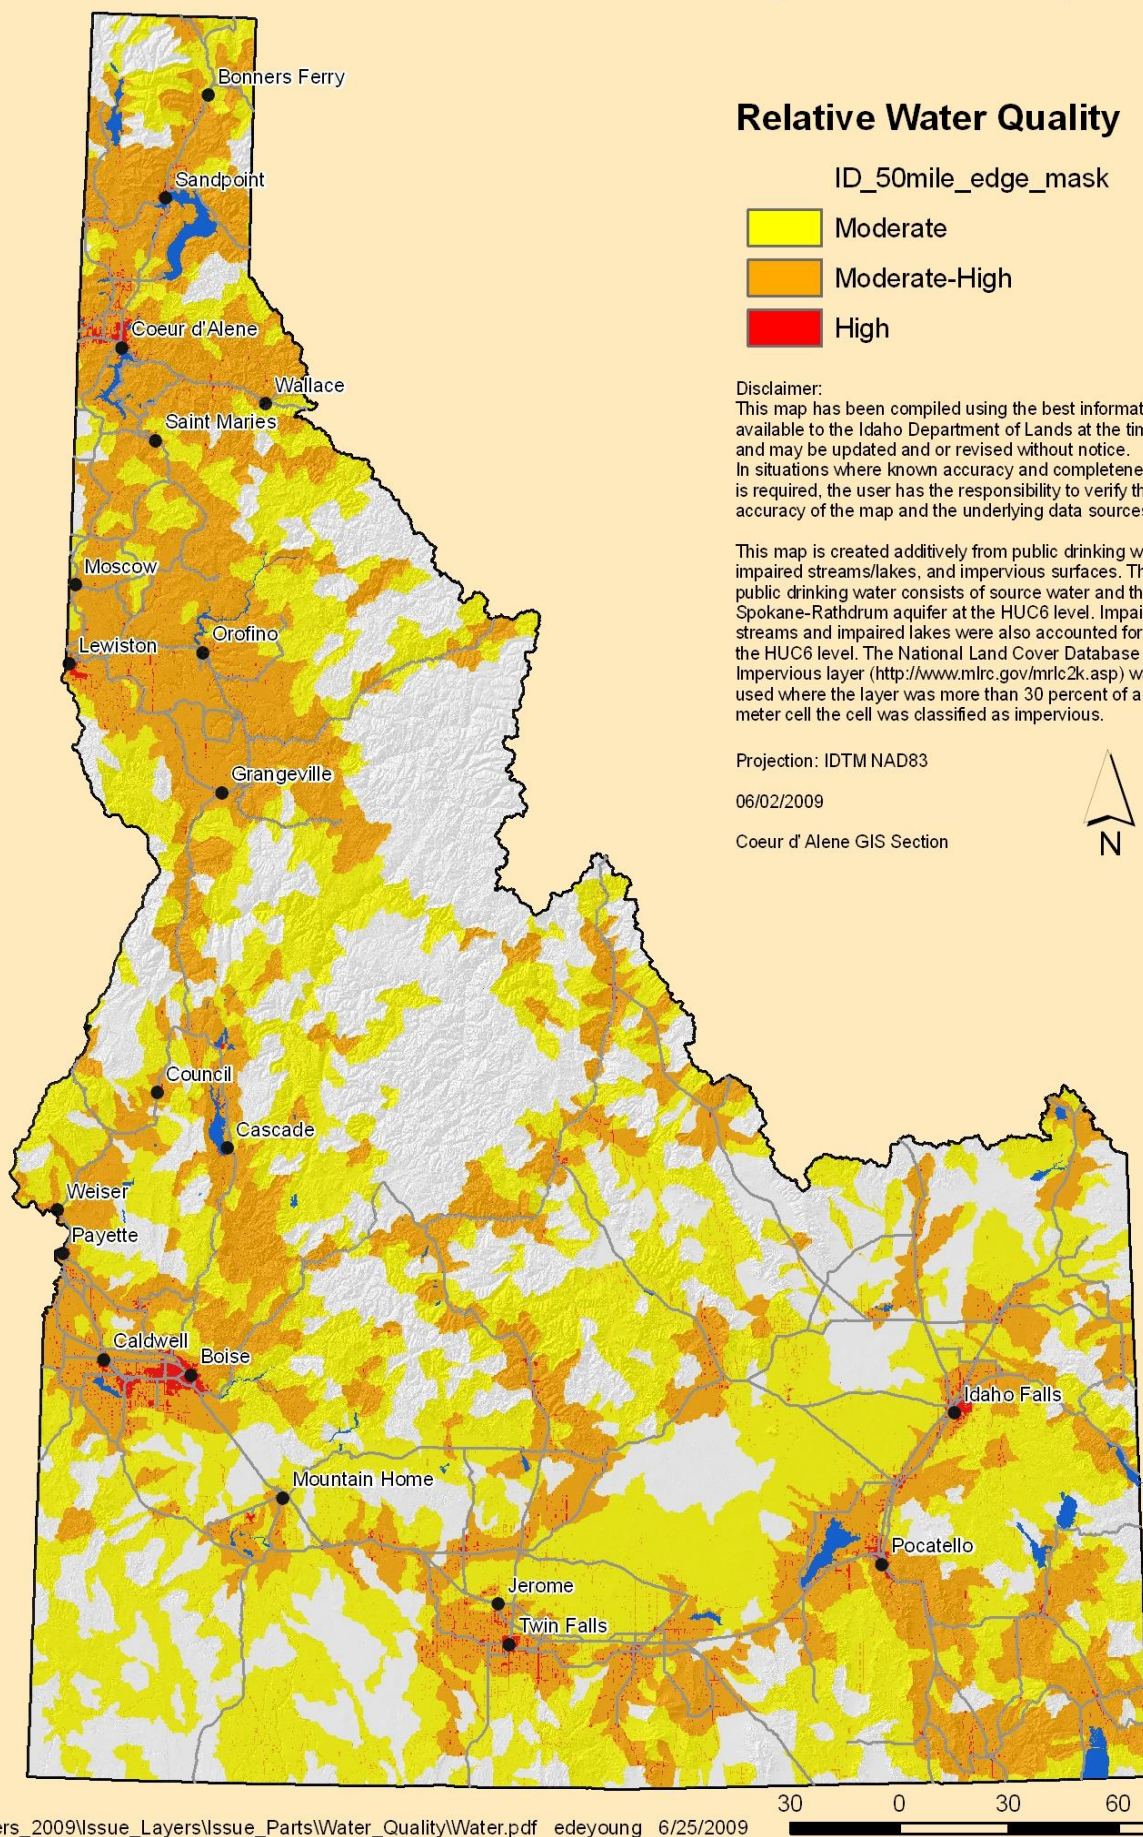 Relative Water Quality
ID_50mile_edge_mask
Moderate
Moderate-High
High
Disclaimer:
This map has been compiled using the best informat
available to the Idaho Department of Lands at the tim
and may be updated and or revised without notice.
In situations where known accuracy and completene
is required, the user has the responsibility to verify th
accuracy of the map and the underlying data sources
This map is created additively from public drinking w
impaired streams/lakes, and impervious surfaces. Th
public drinking water consists of source water and th
Spokane-Rathdrum aquifer at the HUC6 level. Impai
streams and impaired lakes were also accounted for
the HUC6 level. The National Land Cover Database
Impervious layer (http://www.mlrc.gov/mrlc2k.asp) w
used where the layer was more than 30 percent of a
meter cell the cell was classified as impervious.
Projection: IDTM NAD83
06/02/2009
Coeur d' Alene GIS Section
N
Bonners Ferry
Sandpoint
Coeur d'Alene
Wallace
Saint Maries
Moscow
Orofino
Lewiston
Grangeville
Council
Cascade
Weiser
Payette
Caldwell
Boise
Idaho Falls
Mountain Home
Pocatello
Jerome
Twin Falls
30 0 30 60
ers_2009\Issue_Layers\Issue_Parts\Water_Quality\Water.pdf edeyoung 6/25/2009